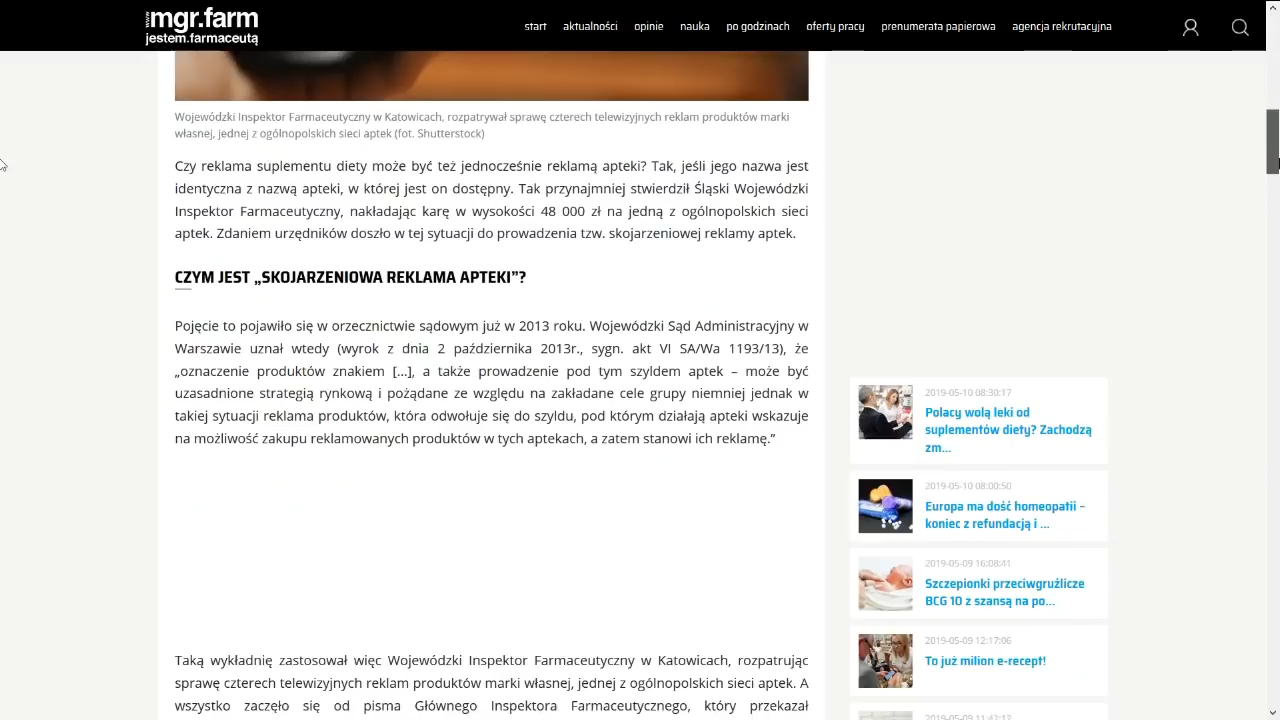 www.mgr.farm
jestem.farmaceutą
start aktualności opinie nauka po godzinach oferty pracy prenumerata papierowa agencja rekrutacyjna
Wojewódzki Inspektor Farmaceutyczny w Katowicach, rozpatrywał sprawę czterech telewizyjnych reklam produktów marki
własnej, jednej z ogólnopolskich sieci aptek (fot. Shutterstock)
Czy reklama suplementu diety może być też jednocześnie reklamą apteki? Tak, jeśli jego nazwa jest
identyczna z nazwą apteki, w której jest on dostępny. Tak przynajmniej stwierdził Śląski Wojewódzki
Inspektor Farmaceutyczny, nakładając karę w wysokości 48 000 zł na jedną z ogólnopolskich sieci
aptek. Zdaniem urzędników doszło w tej sytuacji do prowadzenia tzw. skojarzeniowej reklamy aptek.
CZYM JEST „SKOJARZENIOWA REKLAMA APTEKI”?
Pojęcie to pojawiło się w orzecznictwie sądowym już w 2013 roku. Wojewódzki Sąd Administracyjny w
Warszawie uznał wtedy (wyrok z dnia 2 października 2013r., sygn. akt VI SA/Wa 1193/13), że
„oznaczenie produktów znakiem [...], a także prowadzenie pod tym szyldem aptek – może być
uzasadnione strategią rynkową i pożądane ze względu na zakładane cele grupy niemniej jednak w
takiej sytuacji reklama produktów, która odwołuje się do szyldu, pod którym działają apteki wskazuje
na możliwość zakupu reklamowanych produktów w tych aptekach, a zatem stanowi ich reklamę.”
Taką wykładnię zastosował więc Wojewódzki Inspektor Farmaceutyczny w Katowicach, rozpatrując
sprawę czterech telewizyjnych reklam produktów marki własnej, jednej z ogólnopolskich sieci aptek. A
wszystko zaczęło się od pisma Głównego Inspektora Farmaceutycznego, który przekazał
2019-05-10 08:30:17
Polacy wolą leki od
suplementów diety? Zachodzą
zm...
2019-05-10 08:00:50
Europa ma dość homeopatii –
koniec z refundacją i ...
2019-05-09 16:08:41
Szczepionki przeciwgruźlicze
BCG 10 z szansą na po...
2019-05-09 12:17:06
To już milion e-recept!
2019-05-09 11:42:12